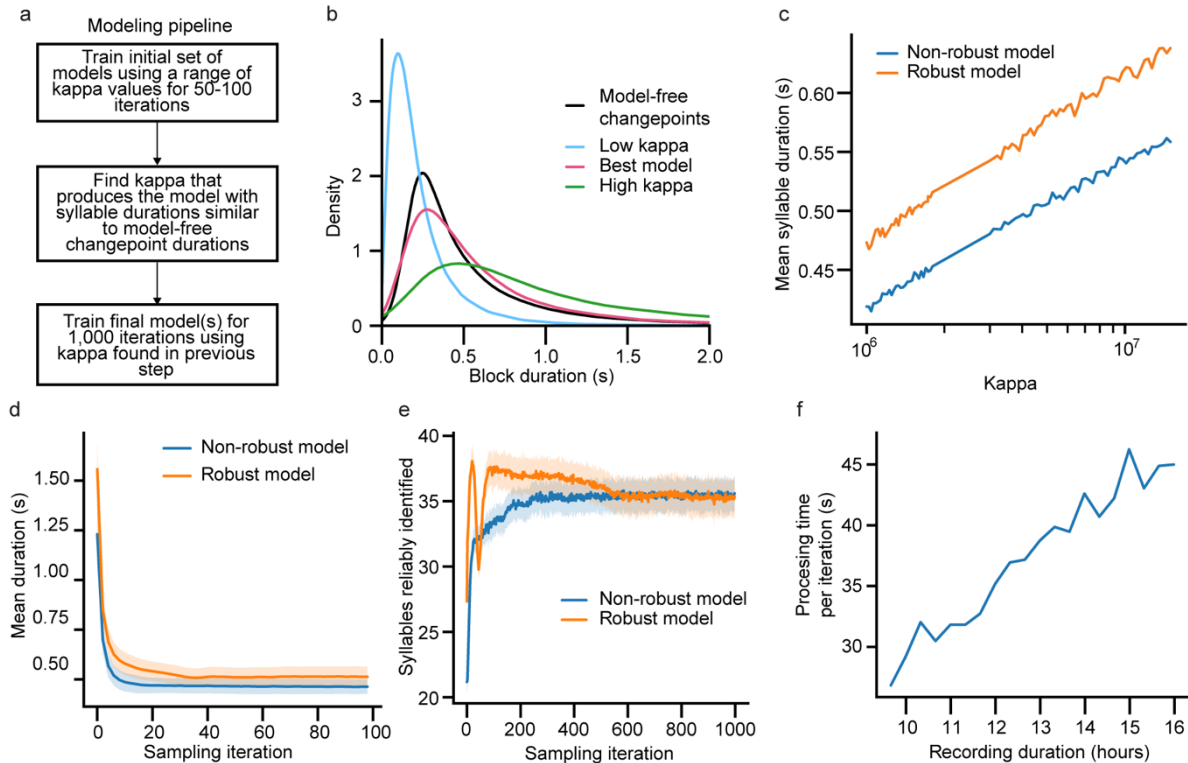 a
Modeling pipeline
Train initial set of
models using a range of
kappa values for 50-100
iterations
Find kappa that
produces the model with
syllable durations similar
to model-free
changepoint durations
Train final model(s) for
1,000 iterations using
kappa found in previous
step
b
Density
3
2
1
0
0.0 0.5 1.0 1.5 2.0
Block duration (s)
Model-free
changepoints
Low kappa
Best model
High kappa
c
Mean syllable duration (s)
0.60
0.55
0.50
0.45
10⁶ 10⁷
Kappa
Non-robust model
Robust model
d
Mean duration (s)
1.50
1.25
1.00
0.75
0.50
0 20 40 60 80 100
Sampling iteration
Non-robust model
Robust model
e
Syllables reliably identified
40
35
30
25
20
0 200 400 600 800 1000
Sampling iteration
Non-robust model
Robust model
f
Procesing time
per iteration (s)
45
40
35
30
10 11 12 13 14 15 16
Recording duration (hours)